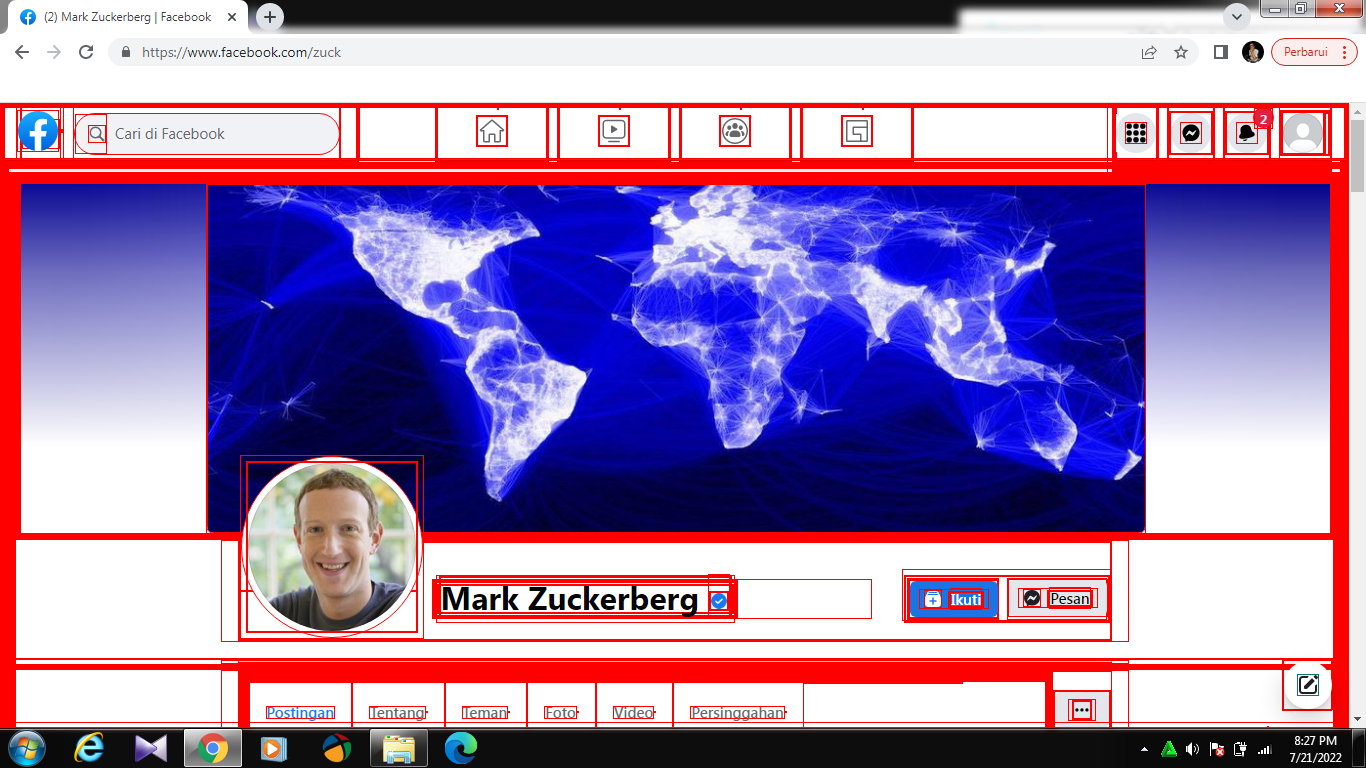 (2) Mark Zuckerberg | Facebook
https://www.facebook.com/zuck
Perbarui
Cari di Facebook
2
Mark Zuckerberg
Ikuti
Pesan
Postingan
Tentang
Teman
Foto
Video
Persinggahan
8:27 PM
7/21/2022